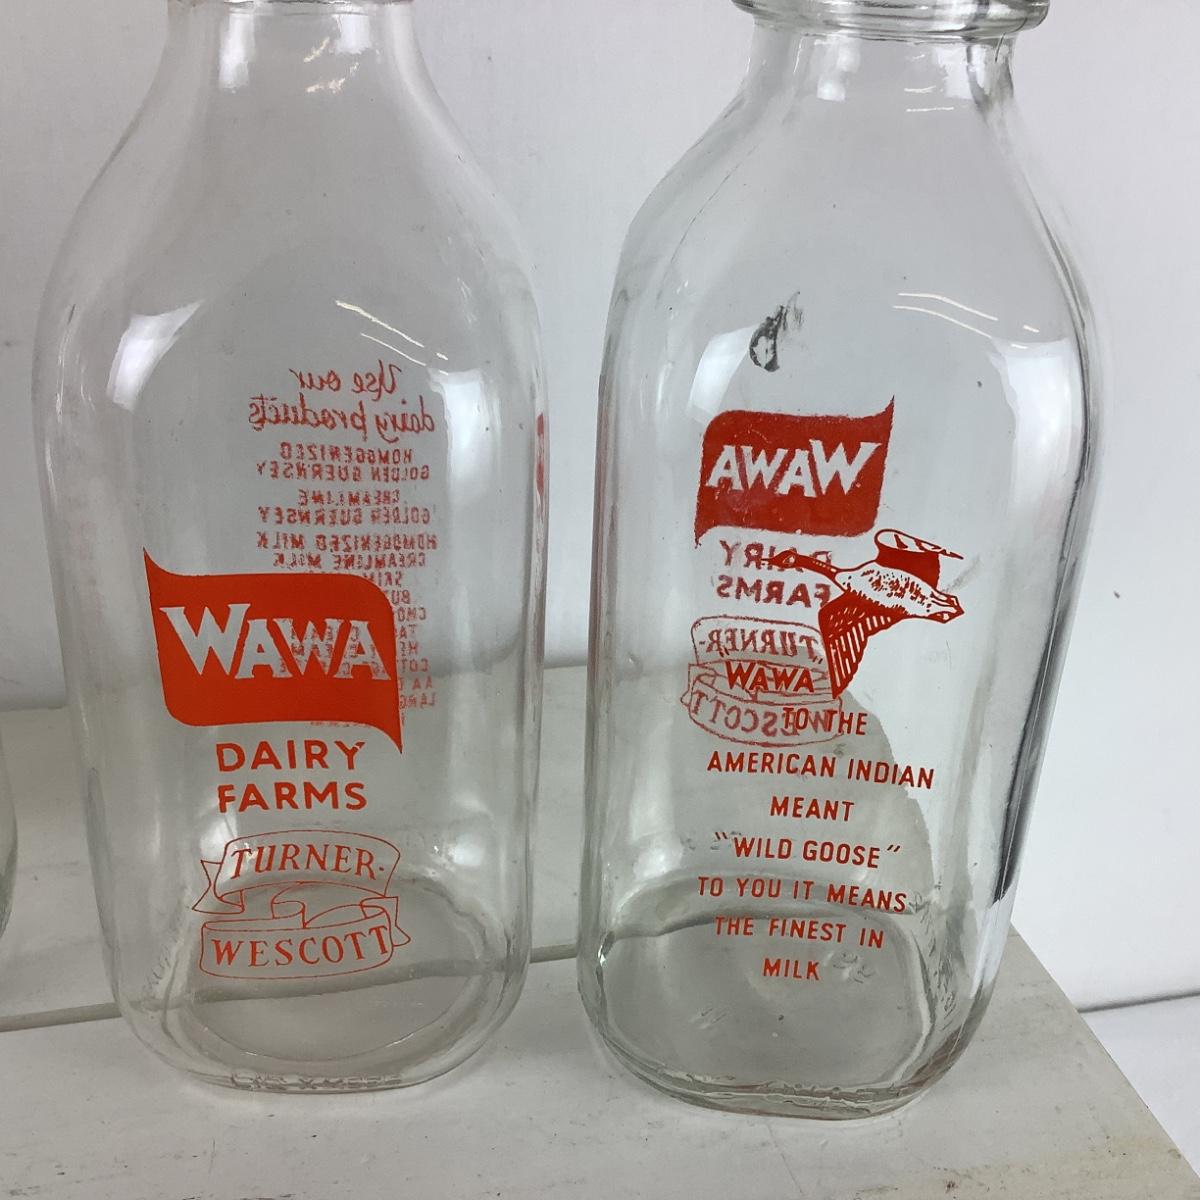 WAWA
DAIRY
FARMS
TURNER-
WESCOTT
Use our
dairy products
HOMOGENIZED
GOLDEN GUERNSEY
CREAMLINE
GOLDEN GUERNSEY
HOMOGENIZED MILK
CREAMLINE MILK
WAWA
DAIRY
FARMS
TURNER-
WESCOTT
WAWA
TO THE
AMERICAN INDIAN
MEANT
"WILD GOOSE"
TO YOU IT MEANS
THE FINEST IN
MILK